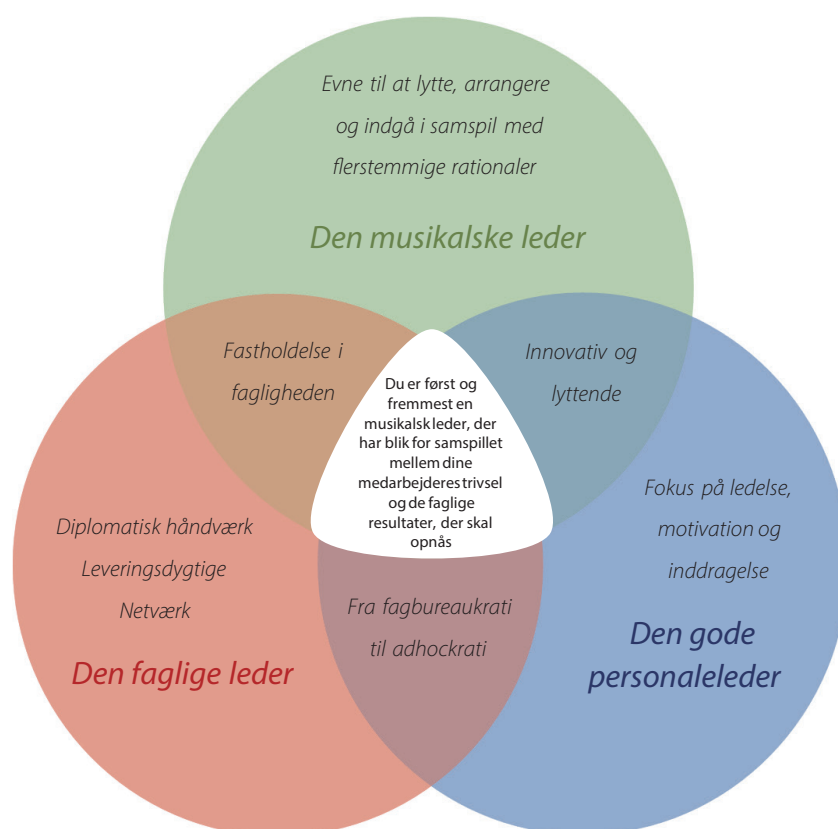 Evne til at lytte, arrangere
og indgå i samspil med
flerstemmige rationaler
Den musikalske leder
Fastholdelse i
fagligheden
Innovativ og
lyttende
Du er først og
fremmest en
musikalsk leder, der
har blik for samspillet
mellem dine
medarbejderes trivsel
og de faglige
resultater, der skal
opnås
Diplomatisk håndværk
Leveringsdygtige
Netværk
Den faglige leder
Fokus på ledelse,
motivation og
inddragelse
Den gode
personaleleder
Fra fagbureaukrati
til adhockrati